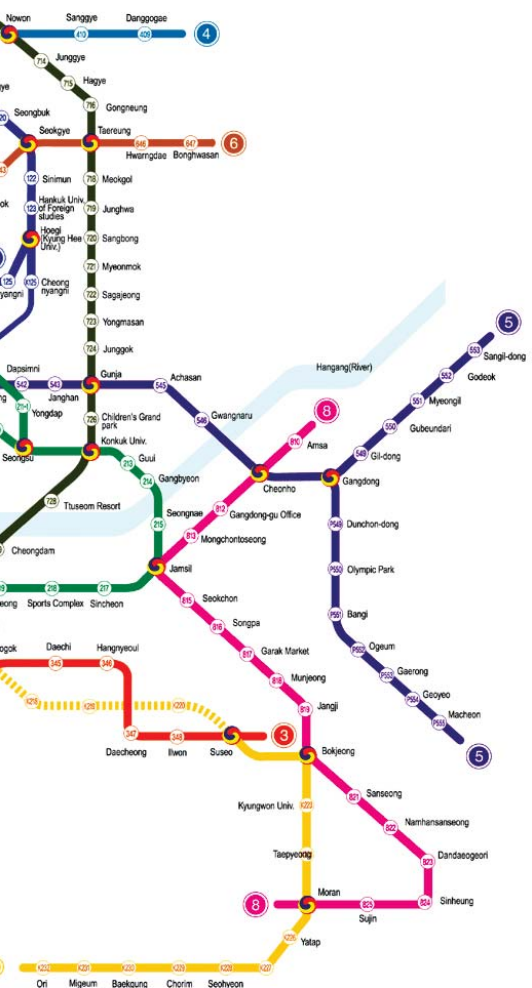 Nowon
Sanggye
Danggogae
410
409
4
714
Junggye
715
Hagye
716
Gongneung
Seongbuk
Seokgye
Taereung
646
647
6
Hwarngdae
Bonghwasan
122
Sinimun
718
Meokgol
123
Hankuk Univ.
of Foreign
studies
719
Junghwa
Hoegi
(Kyung Hee
Univ.)
720
Sangbong
721
Myeonmok
125
K125
Cheong
nyangni
yangni
722
Sagajeong
723
Yongmasan
724
Junggok
Hangang(River)
5
553
Sangil-dong
552
Godeok
551
Myeongil
550
Gubeundari
549
Gil-dong
Dapsimni
542
543
Janghan
Gunja
545
Achasan
546
Gwangnaru
Yongdap
726
Children's Grand
park
8
810
Amsa
Seongsu
Konkuk Univ.
213
Guui
214
Gangbyeon
Cheonho
Gangdong
728
Ttuseom Resort
215
Seongnae
812
Gangdong-gu Office
813
Mongchontoseong
P549
Dunchon-dong
Cheongdam
Jamsil
P550
Olympic Park
218
217
eong
Sports Complex
Sincheon
815
Seokchon
816
Songpa
817
Garak Market
818
Munjeong
819
Jangji
P551
Bangi
P552
Ogeum
P553
Gaerong
P554
Geoyeo
P555
Macheon
5
ogok
Daechi
Hangnyeoul
345
346
K220
347
348
3
Daecheong
Ilwon
Suseo
Bokjeong
821
Sanseong
822
Namhansanseong
823
Dandaeogeori
824
Sinheung
Kyungwon Univ.
K223
Taepyeong
8
Moran
825
Sujin
Yatap
K227
Ori
Migeum
Baekgung
Chorim
Seohyeon